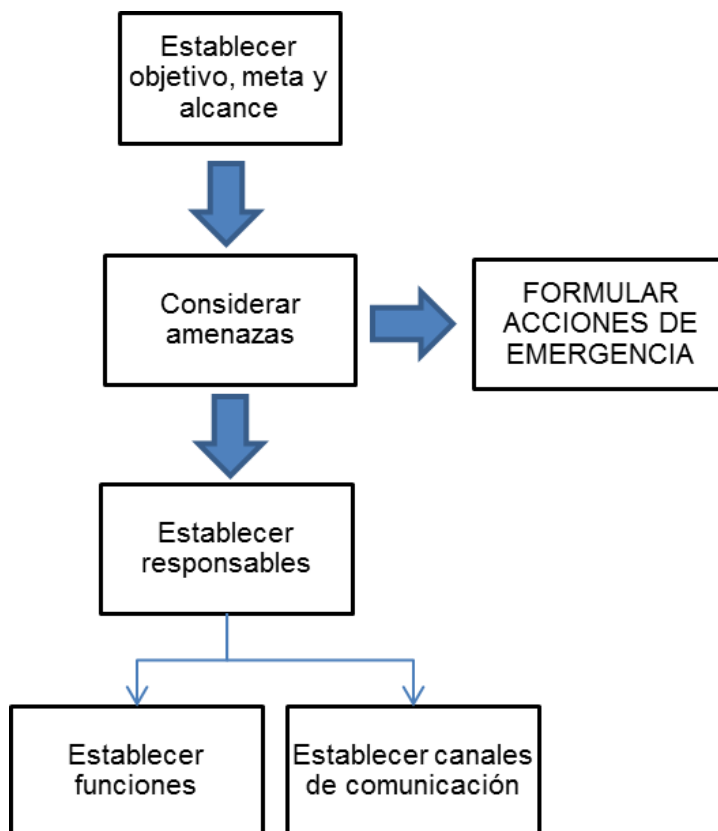 Establecer
objetivo, meta y
alcance
Considerar
amenazas
FORMULAR
ACCIONES DE
EMERGENCIA
Establecer
responsables
Establecer
funciones
Establecer canales
de comunicación